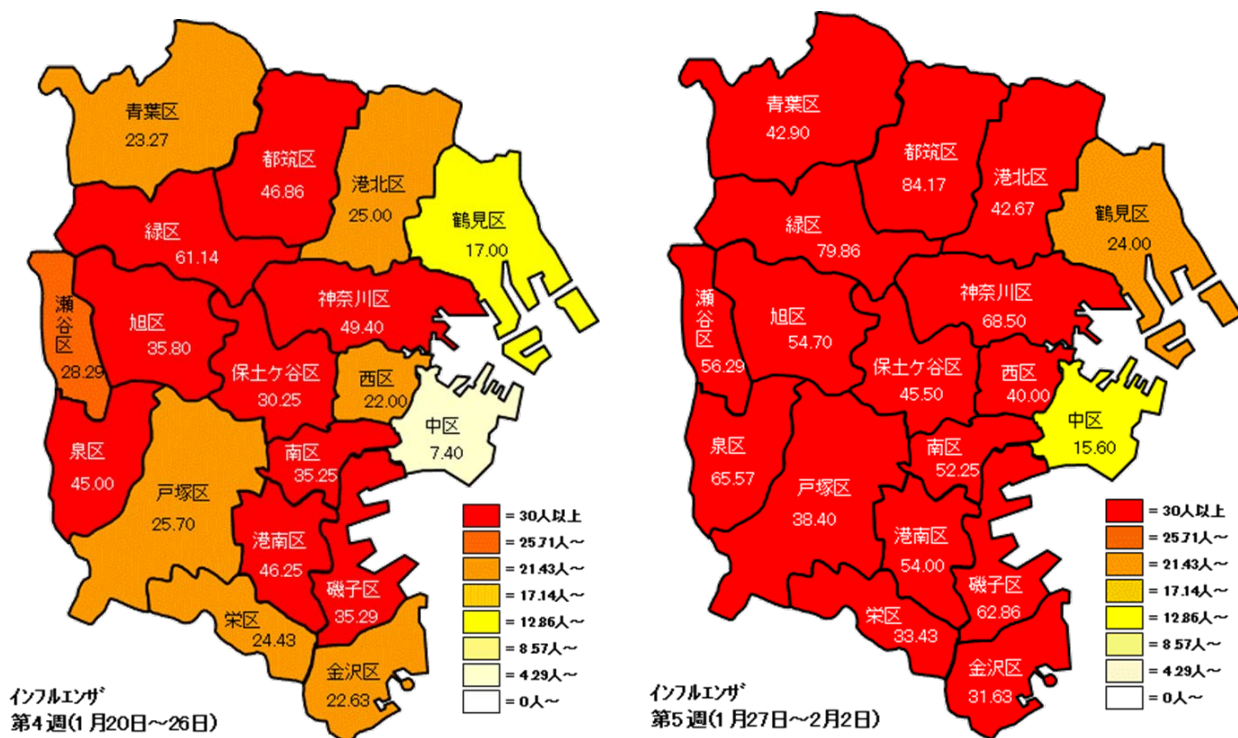 青葉区
23.27
都筑区
46.86
港北区
25.00
鶴見区
17.00
緑区
61.14
神奈川区
49.40
瀬谷区
28.29
旭区
35.80
保土ケ谷区
30.25
西区
22.00
中区
7.40
泉区
45.00
南区
35.25
戸塚区
25.70
港南区
46.25
磯子区
35.29
栄区
24.43
金沢区
22.63
= 30人以上
= 25.71人~
= 21.43人~
= 17.14人~
= 12.86人~
= 8.57人~
= 4.29人~
= 0人~
インフルエンザ
第4週(1月20日~26日)
青葉区
42.90
都筑区
84.17
港北区
42.67
鶴見区
24.00
緑区
79.86
神奈川区
68.50
瀬谷区
56.29
旭区
54.70
保土ケ谷区
45.50
西区
40.00
中区
15.60
泉区
65.57
南区
52.25
戸塚区
38.40
港南区
54.00
磯子区
62.86
栄区
33.43
金沢区
31.63
= 30人以上
= 25.71人~
= 21.43人~
= 17.14人~
= 12.86人~
= 8.57人~
= 4.29人~
= 0人~
インフルエンザ
第5週(1月27日~2月2日)